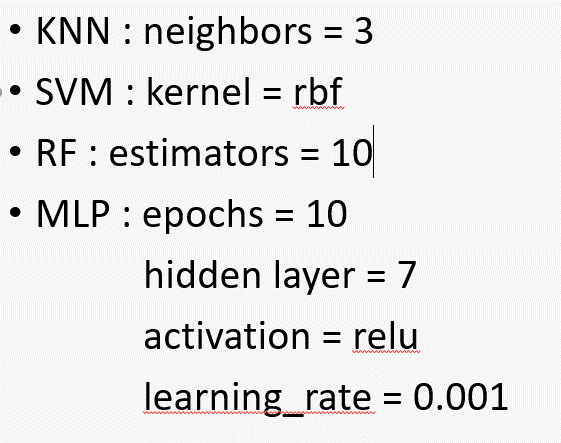 • KNN : neighbors = 3
• SVM : kernel = rbf
• RF : estimators = 10
• MLP : epochs = 10
hidden layer = 7
activation = relu
learning_rate = 0.001